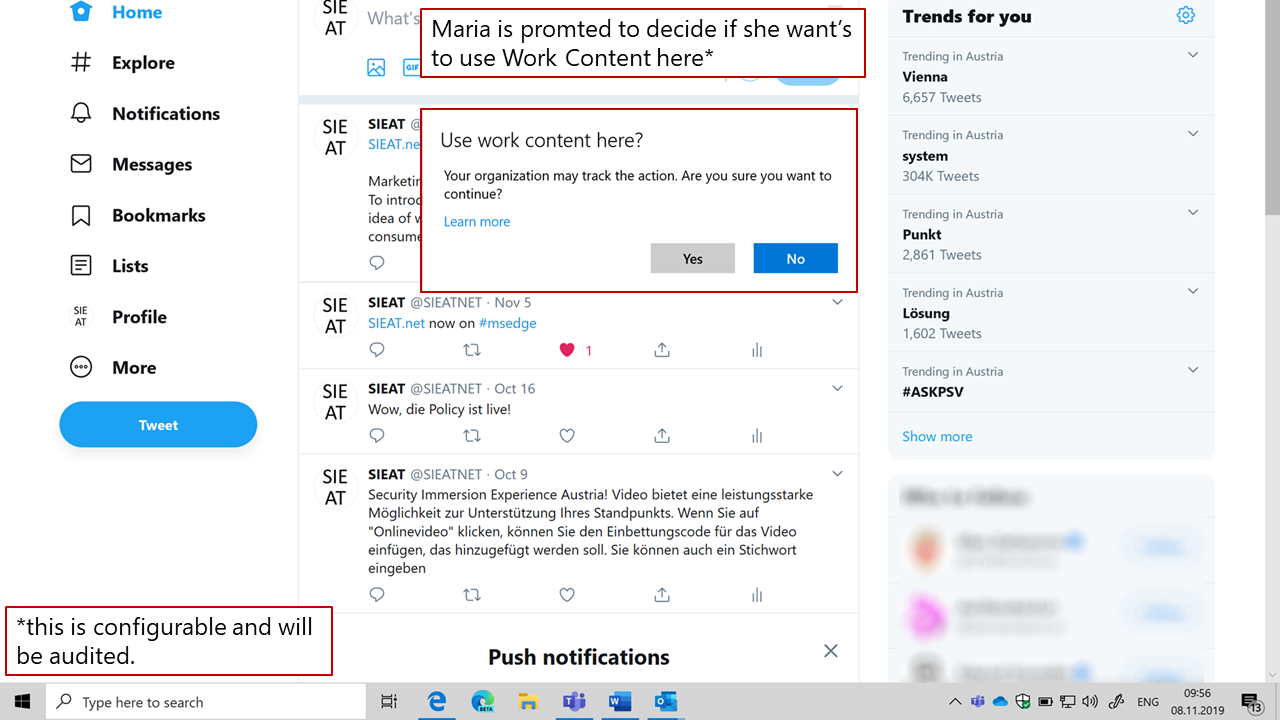 Home
Explore
Notifications
Messages
Bookmarks
Lists
SIE
AT
Profile
More
Tweet
*this is configurable and will
be audited.
SIE
AT
What's
GIF
Maria is promted to decide if she want's
to use Work Content here*
SIE
AT
SIEAT @
SIEAT.ne
Marketin
To introdu
idea of w
consume
Use work content here?
Your organization may track the action. Are you sure you want to
continue?
Learn more
Yes
No
SIE
AT
SIEAT @SIEATNET · Nov 5
SIEAT.net now on #msedge
1
SIE
AT
SIEAT @SIEATNET · Oct 16
Wow, die Policy ist live!
SIE
AT
SIEAT @SIEATNET · Oct 9
Security Immersion Experience Austria! Video bietet eine leistungsstarke
Möglichkeit zur Unterstützung Ihres Standpunkts. Wenn Sie auf
"Onlinevideo" klicken, können Sie den Einbettungscode für das Video
einfügen, das hinzugefügt werden soll. Sie können auch ein Stichwort
eingeben
Push notifications
Trends for you
Trending in Austria
Vienna
6,657 Tweets
Trending in Austria
system
304K Tweets
Trending in Austria
Punkt
2,861 Tweets
Trending in Austria
Lösung
1,602 Tweets
Trending in Austria
#ASKPSV
Show more
Type here to search
BETA
ENG
09:56
08.11.2019
13